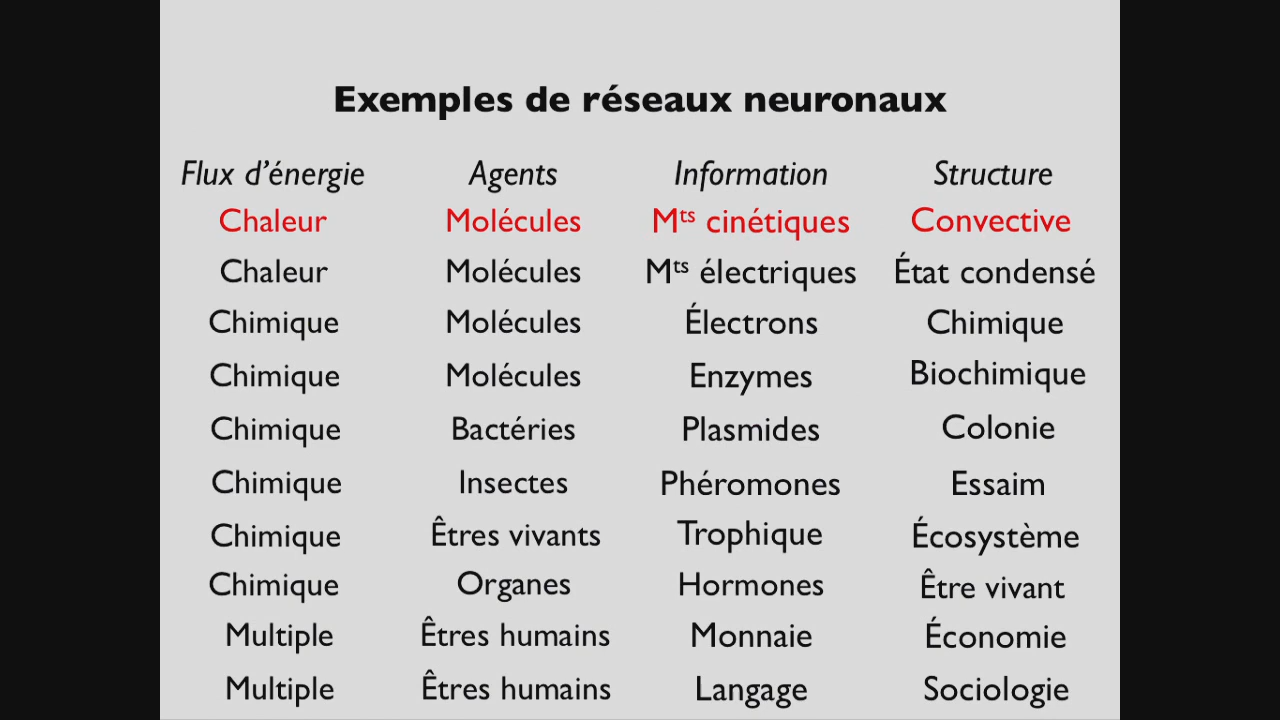 Exemples de réseaux neuronaux
Flux d'énergie Agents Information Structure
Chaleur Molécules Mts cinétiques Convective
Chaleur Molécules Mts électriques État condensé
Chimique Molécules Électrons Chimique
Chimique Molécules Enzymes Biochimique
Chimique Bactéries Plasmides Colonie
Chimique Insectes Phéromones Essaim
Chimique Êtres vivants Trophique Écosystème
Chimique Organes Hormones Être vivant
Multiple Êtres humains Monnaie Économie
Multiple Êtres humains Langage Sociologie